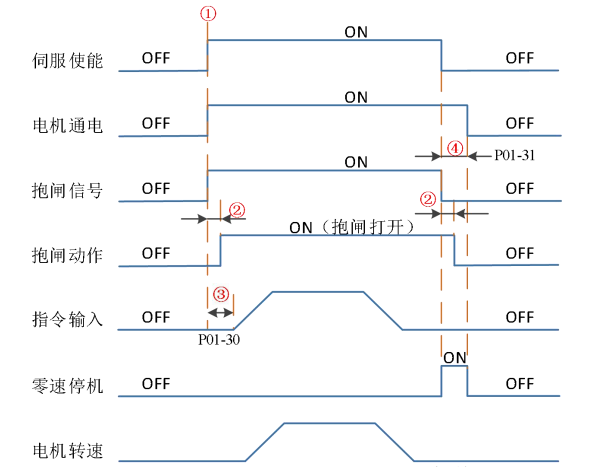 ①
ON
伺服使能 OFF OFF
ON
电机通电 OFF OFF
④ P01-31
ON
抱闸信号 OFF OFF
② ②
ON（抱闸打开）
抱闸动作 OFF OFF
③
指令输入 OFF OFF
P01-30
ON
零速停机 OFF OFF
电机转速